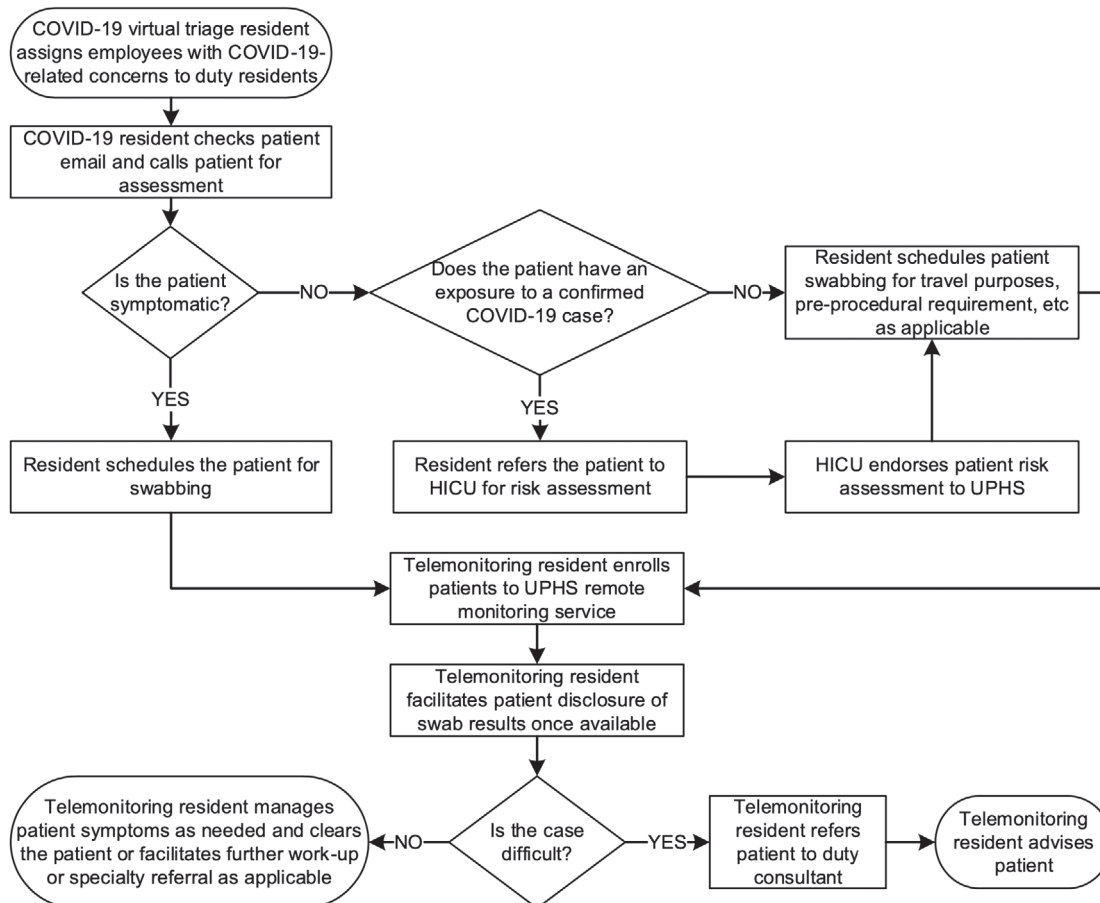 COVID-19 virtual triage resident
assigns employees with COVID-19-
related concerns to duty residents
COVID-19 resident checks patient
email and calls patient for
assessment
Is the patient
symptomatic?
NO
Does the patient have an
exposure to a confirmed
COVID-19 case?
NO
Resident schedules patient
swabbing for travel purposes,
pre-procedural requirement, etc
as applicable
YES
YES
Resident schedules the patient for
swabbing
Resident refers the patient to
HICU for risk assessment
HICU endorses patient risk
assessment to UPHS
Telemonitoring resident enrolls
patients to UPHS remote
monitoring service
Telemonitoring resident
facilitates patient disclosure of
swab results once available
Telemonitoring resident manages
patient symptoms as needed and clears
the patient or facilitates further work-up
or specialty referral as applicable
NO
Is the case
difficult?
YES
Telemonitoring
resident refers
patient to duty
consultant
Telemonitoring
resident advises
patient